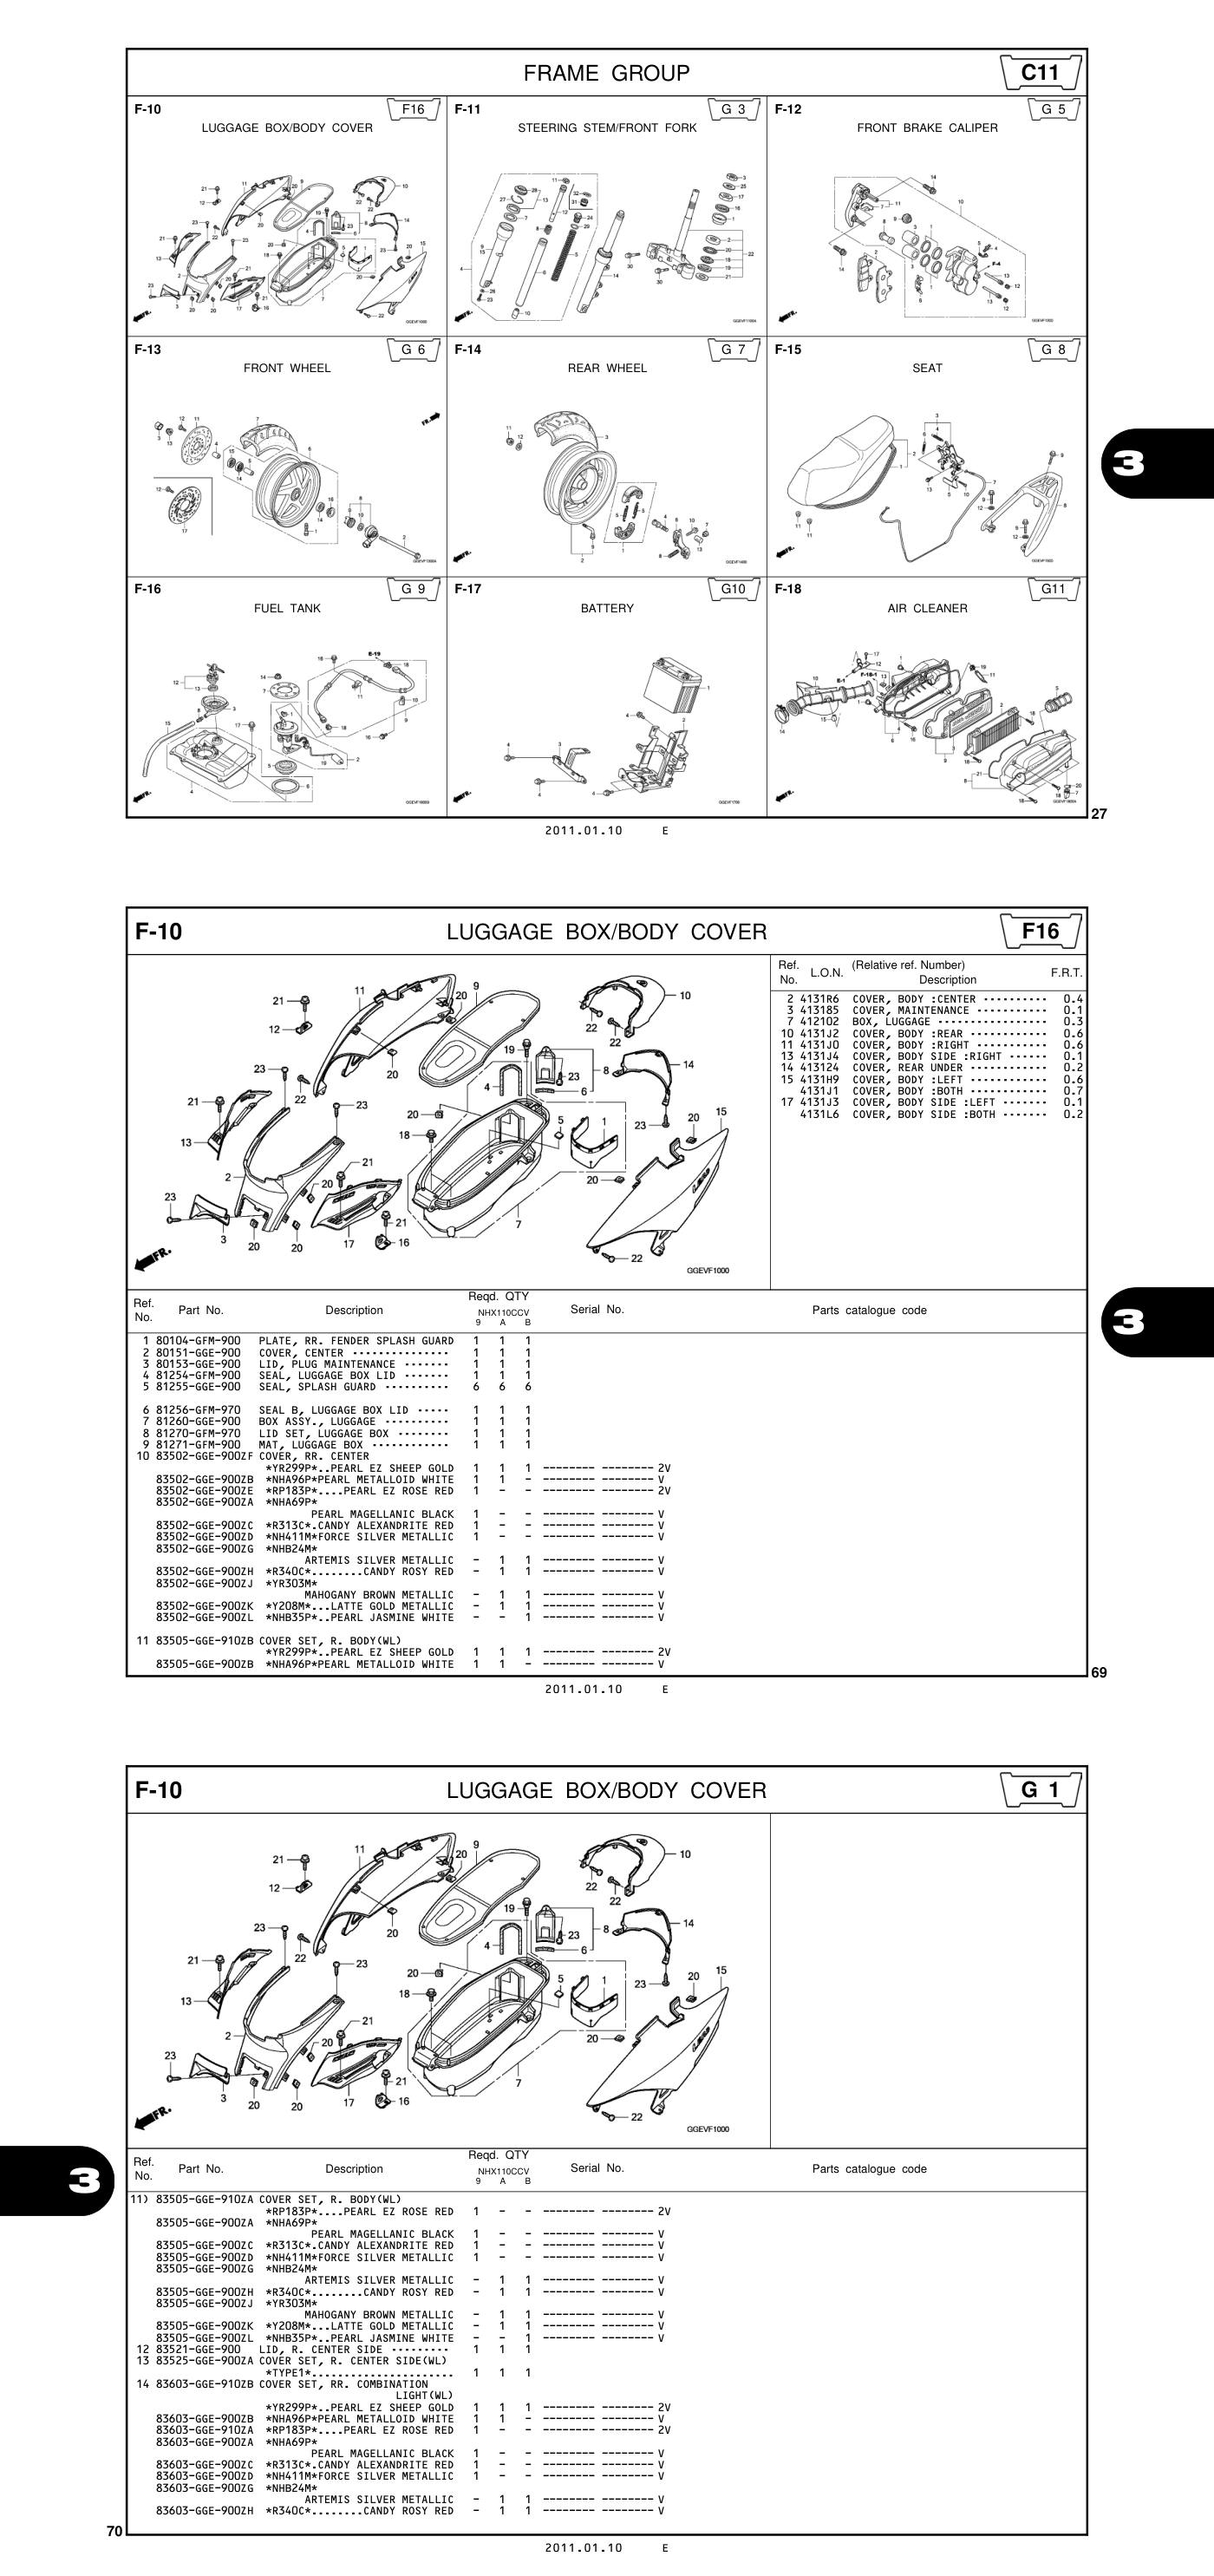 FRAME GROUP
C11
F-10
F16
LUGGAGE BOX/BODY COVER
F-11
G 3
STEERING STEM/FRONT FORK
F-12
G 5
FRONT BRAKE CALIPER
F-13
G 6
FRONT WHEEL
F-14
G 7
REAR WHEEL
F-15
G 8
SEAT
F-16
G 9
FUEL TANK
F-17
G10
BATTERY
F-18
G11
AIR CLEANER
3
27
2011.01.10 E
F-10
LUGGAGE BOX/BODY COVER
F16
Ref. No. L.O.N. (Relative ref. Number) Description F.R.T.
2 4131R6 COVER, BODY :CENTER ·········· 0.4
3 413185 COVER, MAINTENANCE ··········· 0.1
7 412102 BOX, LUGGAGE ················· 0.3
10 4131J2 COVER, BODY :REAR ············ 0.6
11 4131J0 COVER, BODY :RIGHT ··········· 0.6
13 4131J4 COVER, BODY SIDE :RIGHT ······ 0.1
14 413124 COVER, REAR UNDER ············ 0.2
15 4131H9 COVER, BODY :LEFT ············ 0.6
4131J1 COVER, BODY :BOTH ············ 0.7
17 4131J3 COVER, BODY SIDE :LEFT ······· 0.1
4131L6 COVER, BODY SIDE :BOTH ······· 0.2
FR.
GGEVF1000
Ref. No. Part No. Description Reqd. QTY Serial No. Parts catalogue code
NHX110CCV
9 A B
1 80104-GFM-900 PLATE, RR. FENDER SPLASH GUARD 1 1 1
2 80151-GGE-900 COVER, CENTER ··············· 1 1 1
3 80153-GGE-900 LID, PLUG MAINTENANCE ······· 1 1 1
4 81254-GFM-900 SEAL, LUGGAGE BOX LID ······· 1 1 1
5 81255-GGE-900 SEAL, SPLASH GUARD ·········· 6 6 6
6 81256-GFM-970 SEAL B, LUGGAGE BOX LID ····· 1 1 1
7 81260-GGE-900 BOX ASSY., LUGGAGE ·········· 1 1 1
8 81270-GFM-970 LID SET, LUGGAGE BOX ········ 1 1 1
9 81271-GFM-900 MAT, LUGGAGE BOX ············ 1 1 1
10 83502-GGE-900ZF COVER, RR. CENTER
*YR299P*..PEARL EZ SHEEP GOLD 1 1 1 -------- -------- 2V
83502-GGE-900ZB *NHA96P*PEARL METALLOID WHITE 1 1 - -------- -------- V
83502-GGE-900ZE *RP183P*....PEARL EZ ROSE RED 1 - - -------- -------- 2V
83502-GGE-900ZA *NHA69P*
PEARL MAGELLANIC BLACK 1 - - -------- -------- V
83502-GGE-900ZC *R313C*.CANDY ALEXANDRITE RED 1 - - -------- -------- V
83502-GGE-900ZD *NH411M*FORCE SILVER METALLIC 1 - - -------- -------- V
83502-GGE-900ZG *NHB24M*
ARTEMIS SILVER METALLIC - 1 1 -------- -------- V
83502-GGE-900ZH *R340C*........CANDY ROSY RED - 1 1 -------- -------- V
83502-GGE-900ZJ *YR303M*
MAHOGANY BROWN METALLIC - 1 1 -------- -------- V
83502-GGE-900ZK *Y208M*...LATTE GOLD METALLIC - 1 1 -------- -------- V
83502-GGE-900ZL *NHB35P*..PEARL JASMINE WHITE - - 1 -------- -------- V
11 83505-GGE-910ZB COVER SET, R. BODY(WL)
*YR299P*..PEARL EZ SHEEP GOLD 1 1 1 -------- -------- 2V
83505-GGE-900ZB *NHA96P*PEARL METALLOID WHITE 1 1 - -------- -------- V
3
69
2011.01.10 E
F-10
LUGGAGE BOX/BODY COVER
G 1
FR.
GGEVF1000
Ref. No. Part No. Description Reqd. QTY Serial No. Parts catalogue code
NHX110CCV
9 A B
11) 83505-GGE-910ZA COVER SET, R. BODY(WL)
*RP183P*....PEARL EZ ROSE RED 1 - - -------- -------- 2V
83505-GGE-900ZA *NHA69P*
PEARL MAGELLANIC BLACK 1 - - -------- -------- V
83505-GGE-900ZC *R313C*.CANDY ALEXANDRITE RED 1 - - -------- -------- V
83505-GGE-900ZD *NH411M*FORCE SILVER METALLIC 1 - - -------- -------- V
83505-GGE-900ZG *NHB24M*
ARTEMIS SILVER METALLIC - 1 1 -------- -------- V
83505-GGE-900ZH *R340C*........CANDY ROSY RED - 1 1 -------- -------- V
83505-GGE-900ZJ *YR303M*
MAHOGANY BROWN METALLIC - 1 1 -------- -------- V
83505-GGE-900ZK *Y208M*...LATTE GOLD METALLIC - 1 1 -------- -------- V
83505-GGE-900ZL *NHB35P*..PEARL JASMINE WHITE - - 1 -------- -------- V
12 83521-GGE-900 LID, R. CENTER SIDE ········· 1 1 1
13 83525-GGE-900ZA COVER SET, R. CENTER SIDE(WL)
*TYPE1*...................... 1 1 1
14 83603-GGE-910ZB COVER SET, RR. COMBINATION
LIGHT(WL)
*YR299P*..PEARL EZ SHEEP GOLD 1 1 1 -------- -------- 2V
83603-GGE-900ZB *NHA96P*PEARL METALLOID WHITE 1 1 - -------- -------- V
83603-GGE-910ZA *RP183P*....PEARL EZ ROSE RED 1 - - -------- -------- 2V
83603-GGE-900ZA *NHA69P*
PEARL MAGELLANIC BLACK 1 - - -------- -------- V
83603-GGE-900ZC *R313C*.CANDY ALEXANDRITE RED 1 - - -------- -------- V
83603-GGE-900ZD *NH411M*FORCE SILVER METALLIC 1 - - -------- -------- V
83603-GGE-900ZG *NHB24M*
ARTEMIS SILVER METALLIC - 1 1 -------- -------- V
83603-GGE-900ZH *R340C*........CANDY ROSY RED - 1 1 -------- -------- V
3
70
2011.01.10 E